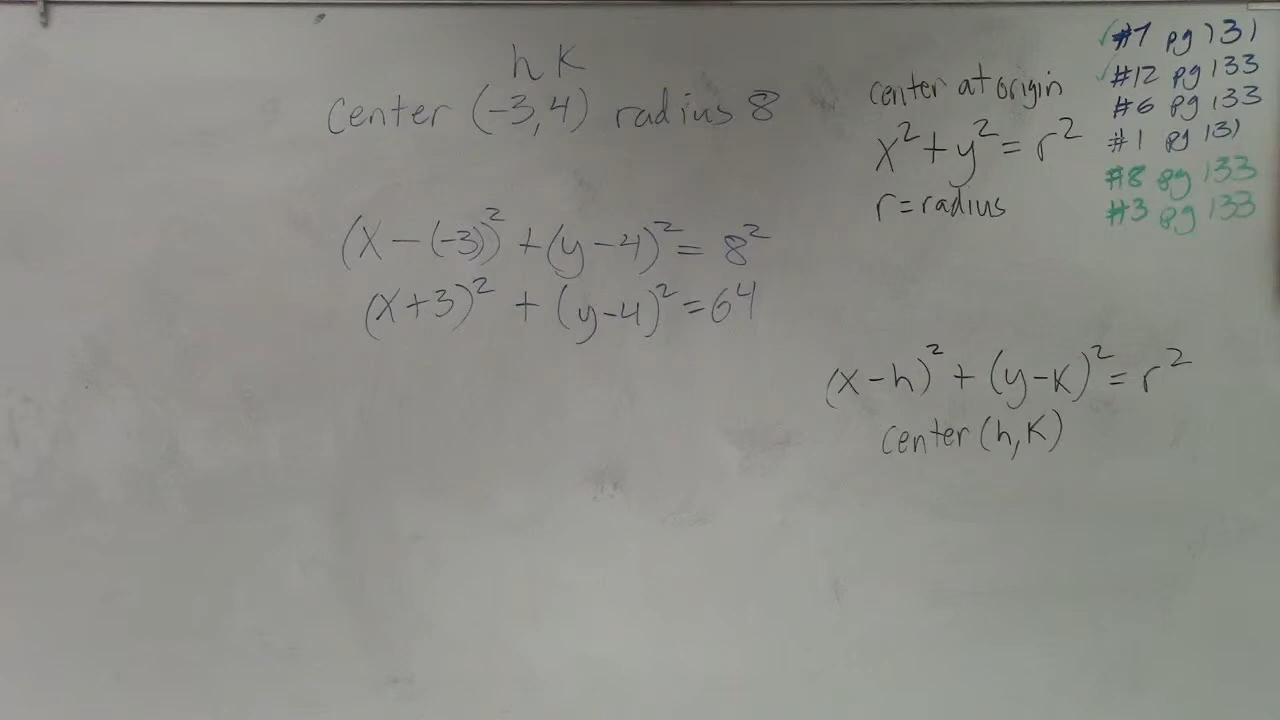 h K
center (-3,4) radius 8
(x-(-3))² + (y-4)² = 8²
(x+3)² + (y-4)² = 64
center at origin
x² + y² = r²
r = radius
(x-h)² + (y-K)² = r²
center (h,K)
✓#7 pg 131
✓#12 pg 133
#6 pg 133
#1 pg 131
#8 pg 133
#3 pg 133